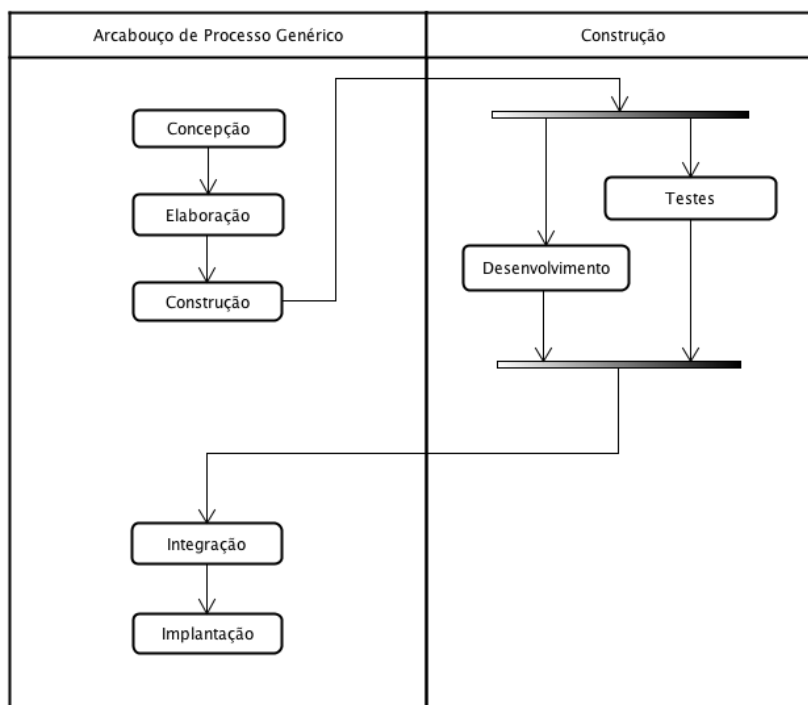 Arcabouço de Processo Genérico
Construção
Concepção
Elaboração
Construção
Testes
Desenvolvimento
Integração
Implantação